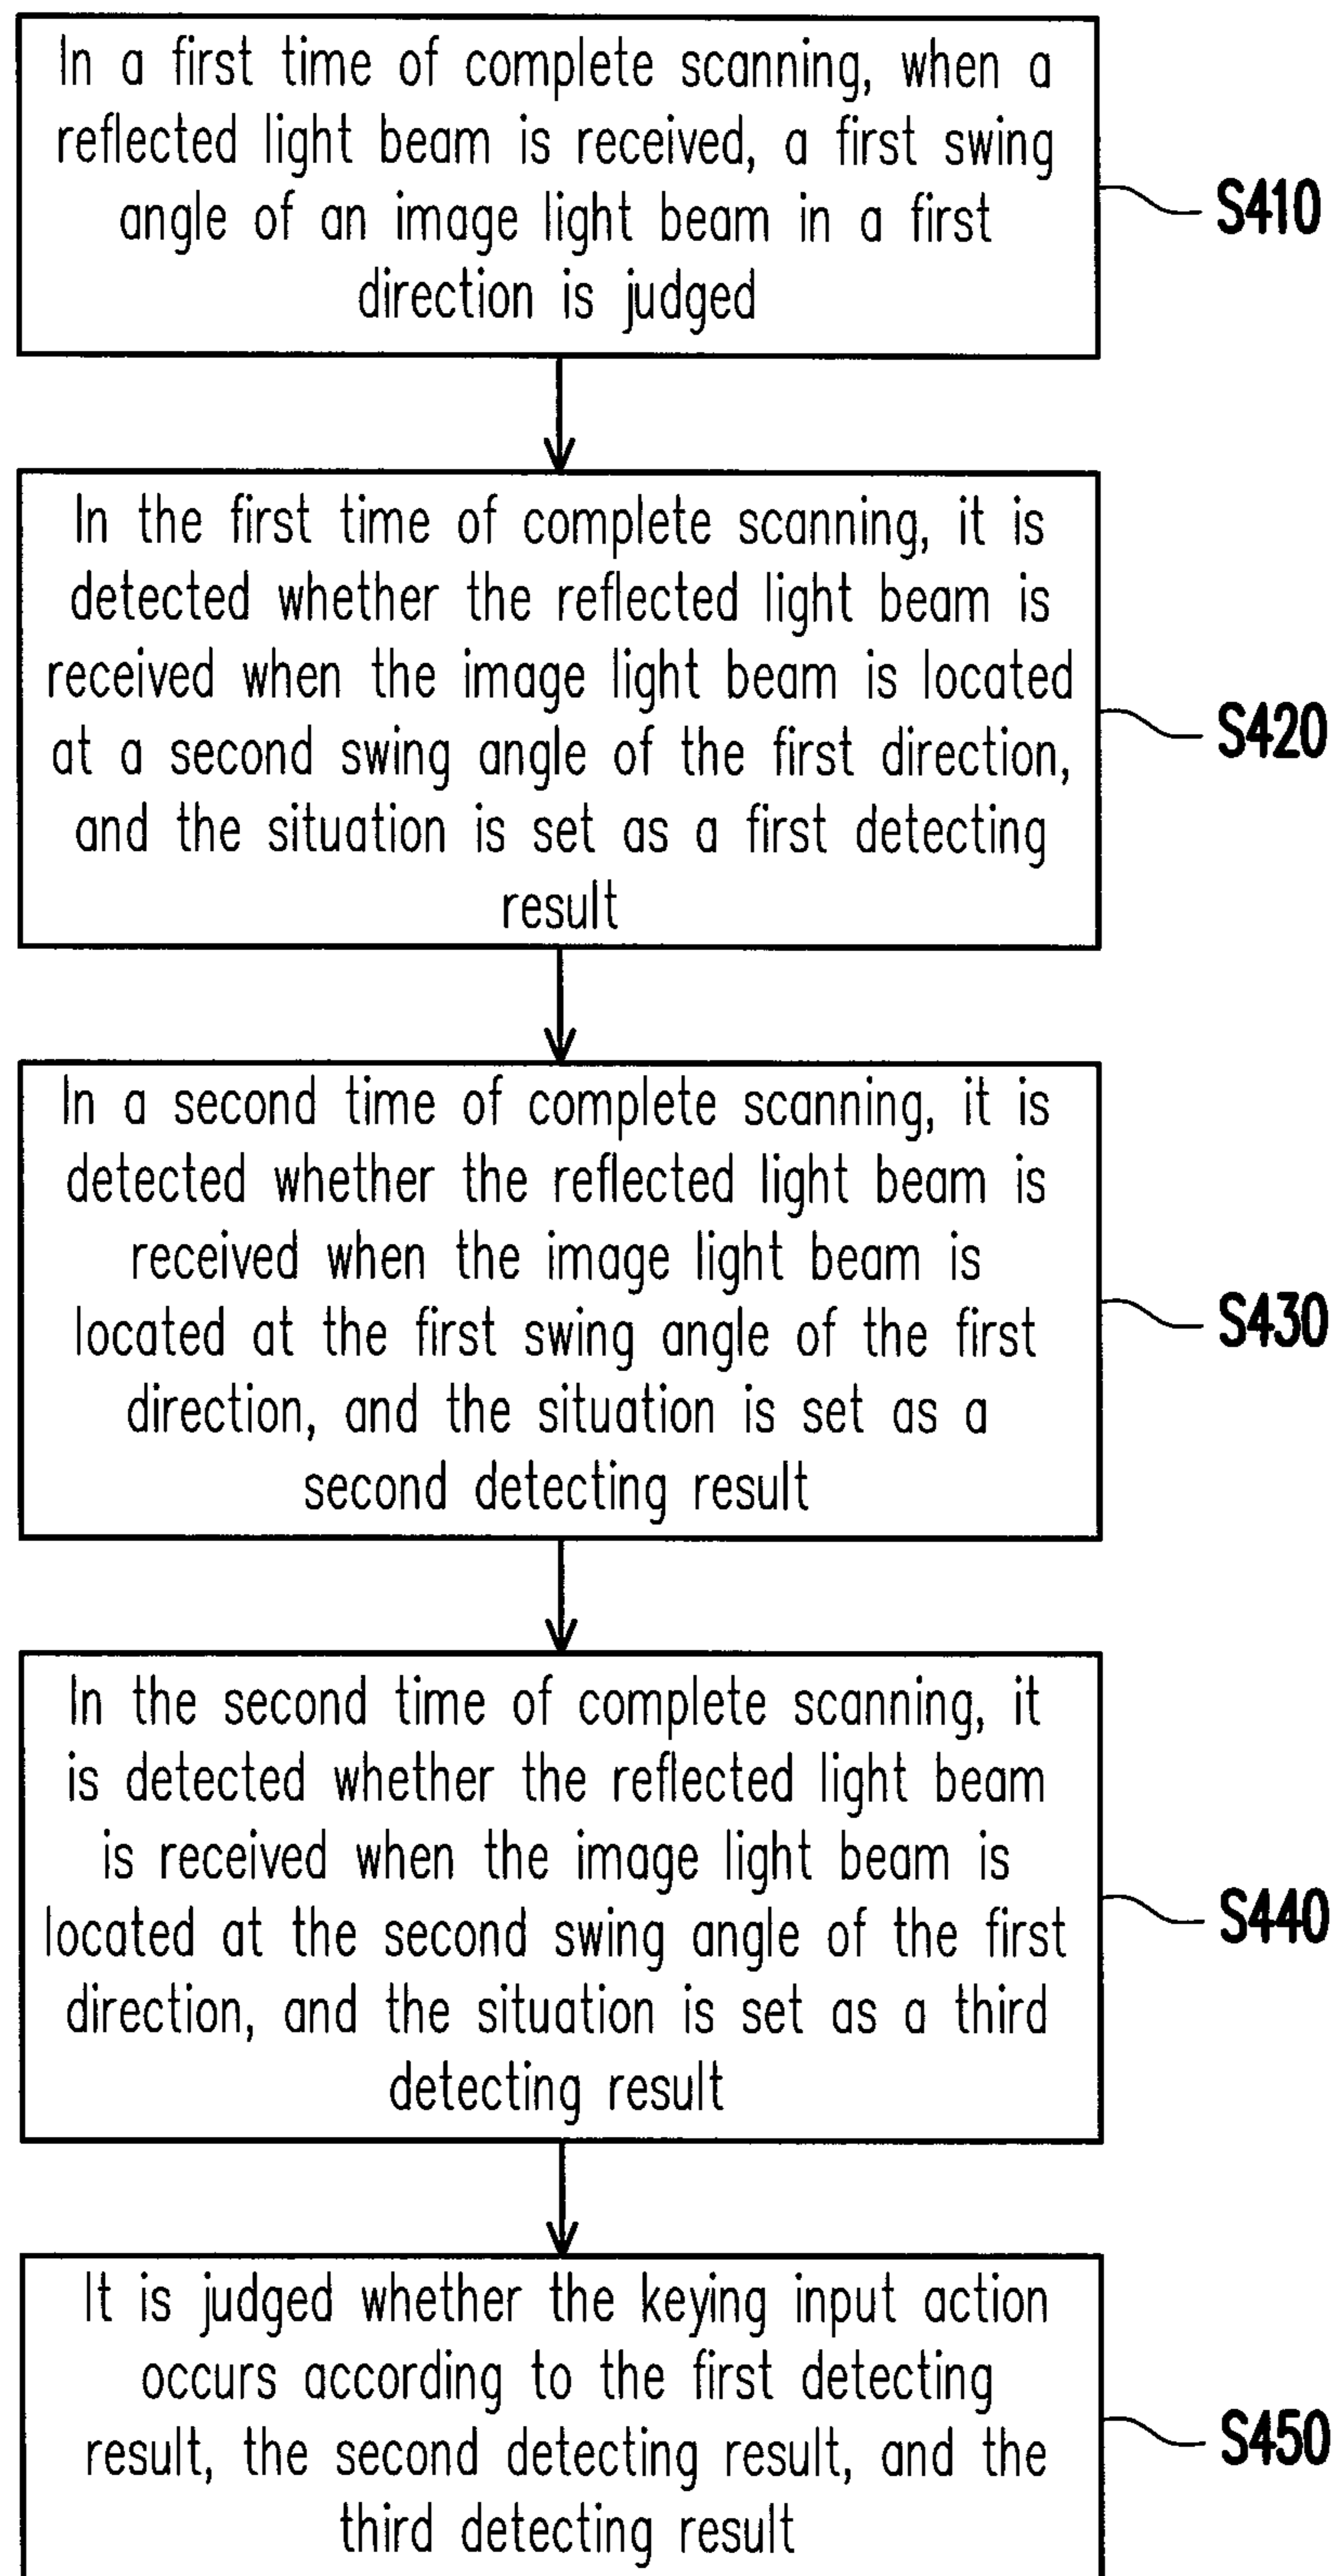 In a first time of complete scanning, when a
reflected light beam is received, a first swing
angle of an image light beam in a first
direction is judged
S410
In the first time of complete scanning, it is
detected whether the reflected light beam is
received when the image light beam is located
at a second swing angle of the first direction,
and the situation is set as a first detecting
result
S420
In a second time of complete scanning, it is
detected whether the reflected light beam is
received when the image light beam is
located at the first swing angle of the first
direction, and the situation is set as a
second detecting result
S430
In the second time of complete scanning, it
is detected whether the reflected light beam
is received when the image light beam is
located at the second swing angle of the first
direction, and the situation is set as a third
detecting result
S440
It is judged whether the keying input action
occurs according to the first detecting
result, the second detecting result, and the
third detecting result
S450